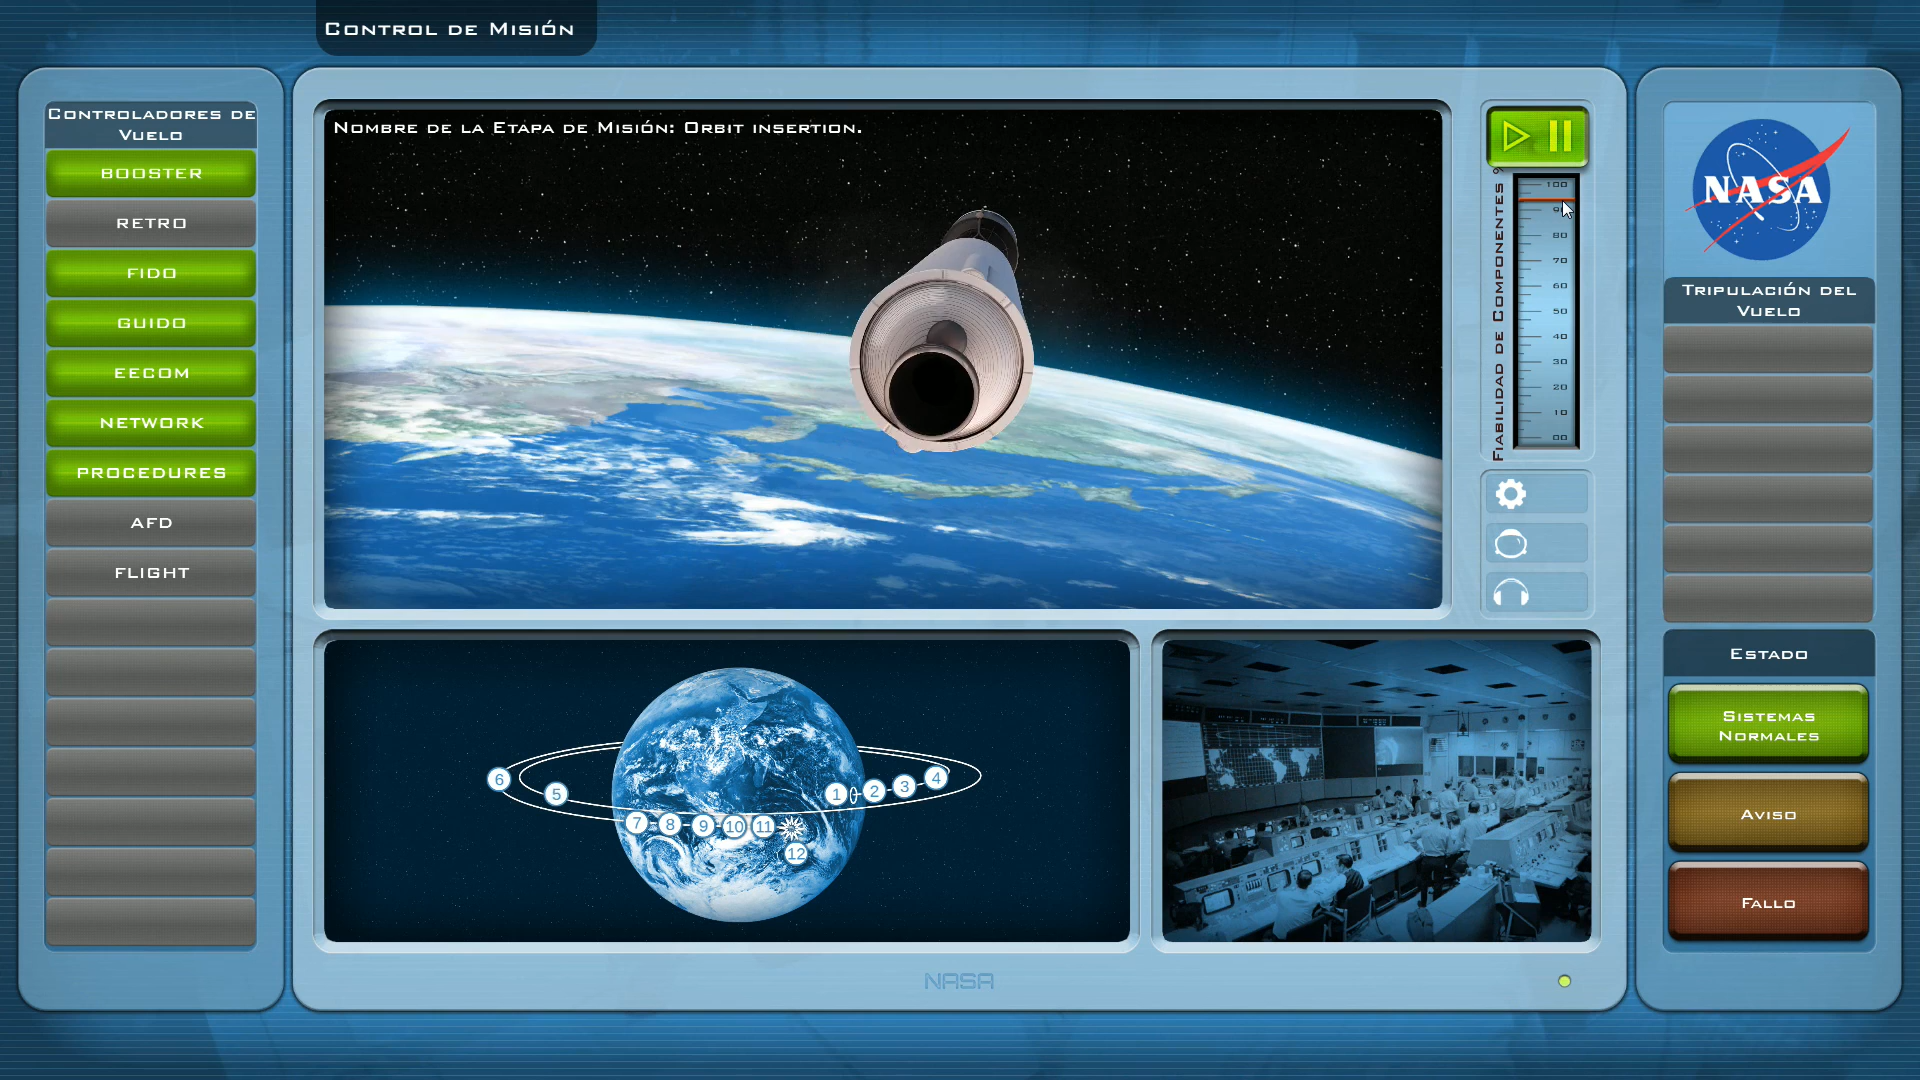 Control de Misión
Controladores de
Vuelo
BOOSTER
RETRO
FIDO
GUIDO
EECOM
NETWORK
PROCEDURES
AFD
FLIGHT
Nombre de la Etapa de Misión: Orbit insertion.
Fiabilidad de Componentes %
100
80
70
60
50
40
30
20
10
00
6
5
1
2
3
4
7
8
9
10
11
12
NASA
NASA
Tripulación del
Vuelo
Estado
Sistemas
Normales
Aviso
Fallo